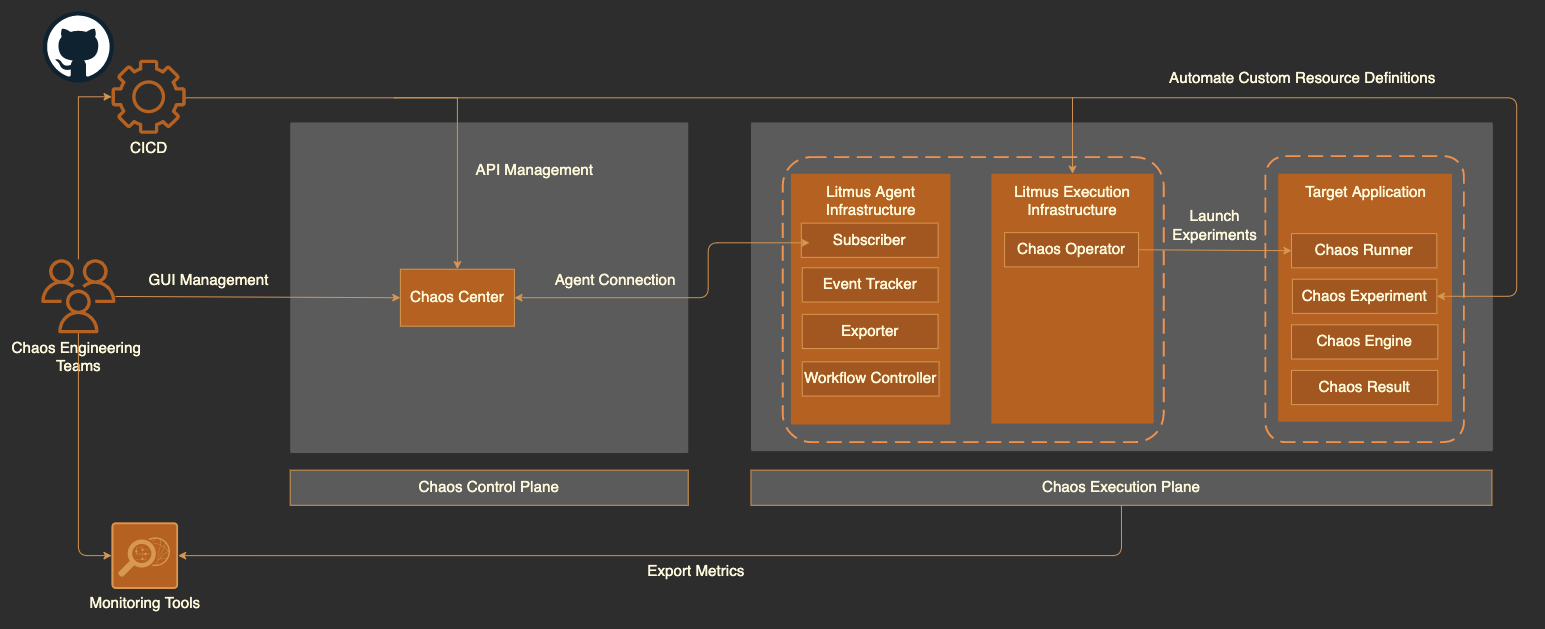 Automate Custom Resource Definitions
CICD
API Management
Litmus Agent
Infrastructure
Subscriber
Event Tracker
Exporter
Workflow Controller
Litmus Execution
Infrastructure
Chaos Operator
Launch
Experiments
Target Application
Chaos Runner
Chaos Experiment
Chaos Engine
Chaos Result
GUI Management
Chaos Center
Agent Connection
Chaos Engineering
Teams
Chaos Control Plane
Chaos Execution Plane
Export Metrics
Monitoring Tools